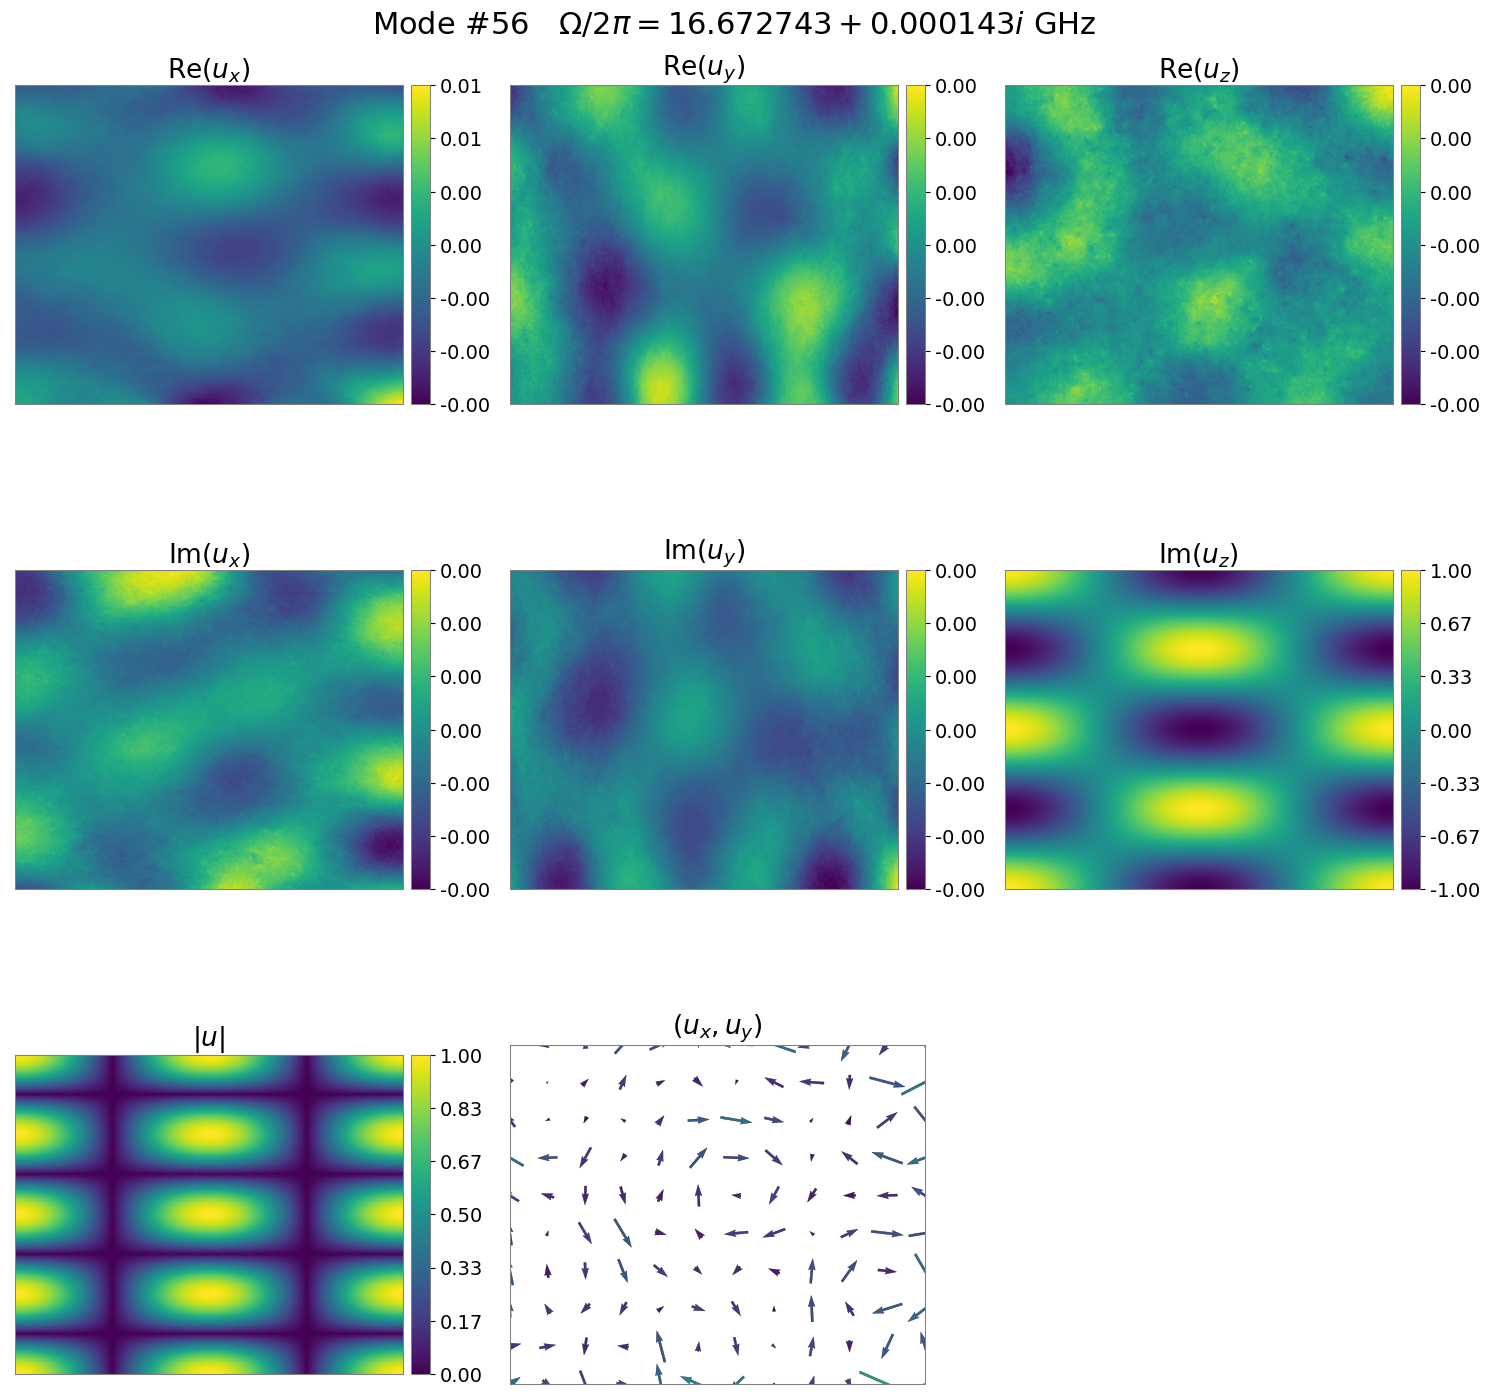 Mode #56 Ω/2π = 16.672743 + 0.000143i GHz
Re(u_x) Re(u_y) Re(u_z)
0.01 0.00 0.00
0.01 0.00 0.00
0.00 0.00 0.00
0.00 0.00 -0.00
-0.00 -0.00 -0.00
-0.00 -0.00 -0.00
-0.00 -0.00 -0.00
Im(u_x) Im(u_y) Im(u_z)
0.00 0.00 1.00
0.00 0.00 0.67
0.00 0.00 0.33
0.00 0.00 0.00
-0.00 -0.00 -0.33
-0.00 -0.00 -0.67
-0.00 -0.00 -1.00
|u| (u_x, u_y)
1.00
0.83
0.67
0.50
0.33
0.17
0.00